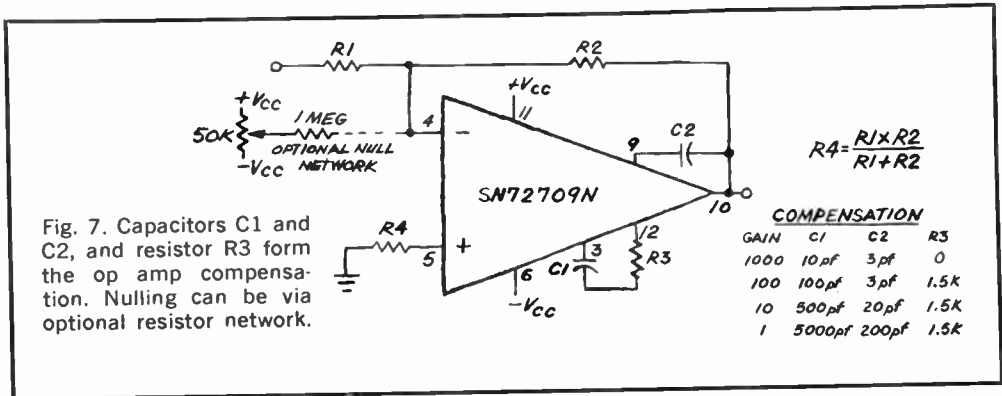 R1
R2
+VCC
11
+VCC
50K
-VCC
1 MEG
OPTIONAL NULL
NETWORK
4
-
9
C2
SN72709N
10
R4
5
+
6
-VCC
3
C1
12
R3
R4 = R1 X R2
R1 + R2
COMPENSATION
GAIN C1 C2 R3
1000 10pf 3pf 0
100 100pf 3pf 1.5K
10 500pf 20pf 1.5K
1 5000pf 200pf 1.5K
Fig. 7. Capacitors C1 and
C2, and resistor R3 form
the op amp compensa-
tion. Nulling can be via
optional resistor network.